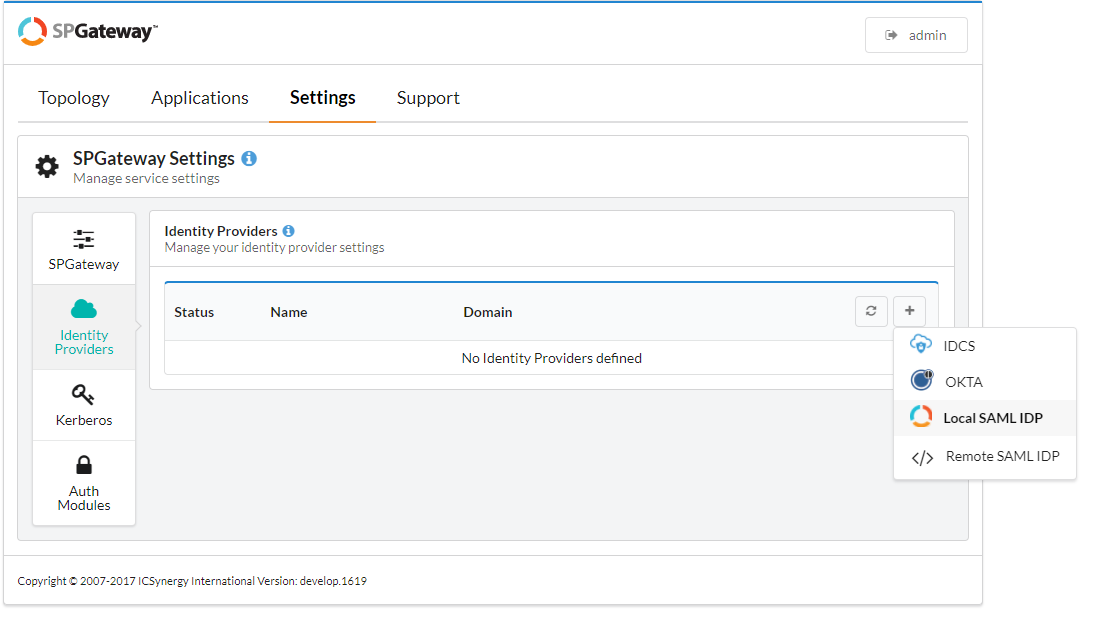 SPGateway™
admin
Topology Applications Settings Support
SPGateway Settings
Manage service settings
SPGateway
Identity
Providers
Kerberos
Auth
Modules
Identity Providers
Manage your identity provider settings
Status Name Domain
No Identity Providers defined
IDCS
OKTA
Local SAML IDP
Remote SAML IDP
Copyright © 2007-2017 ICSynergy International Version: develop.1619